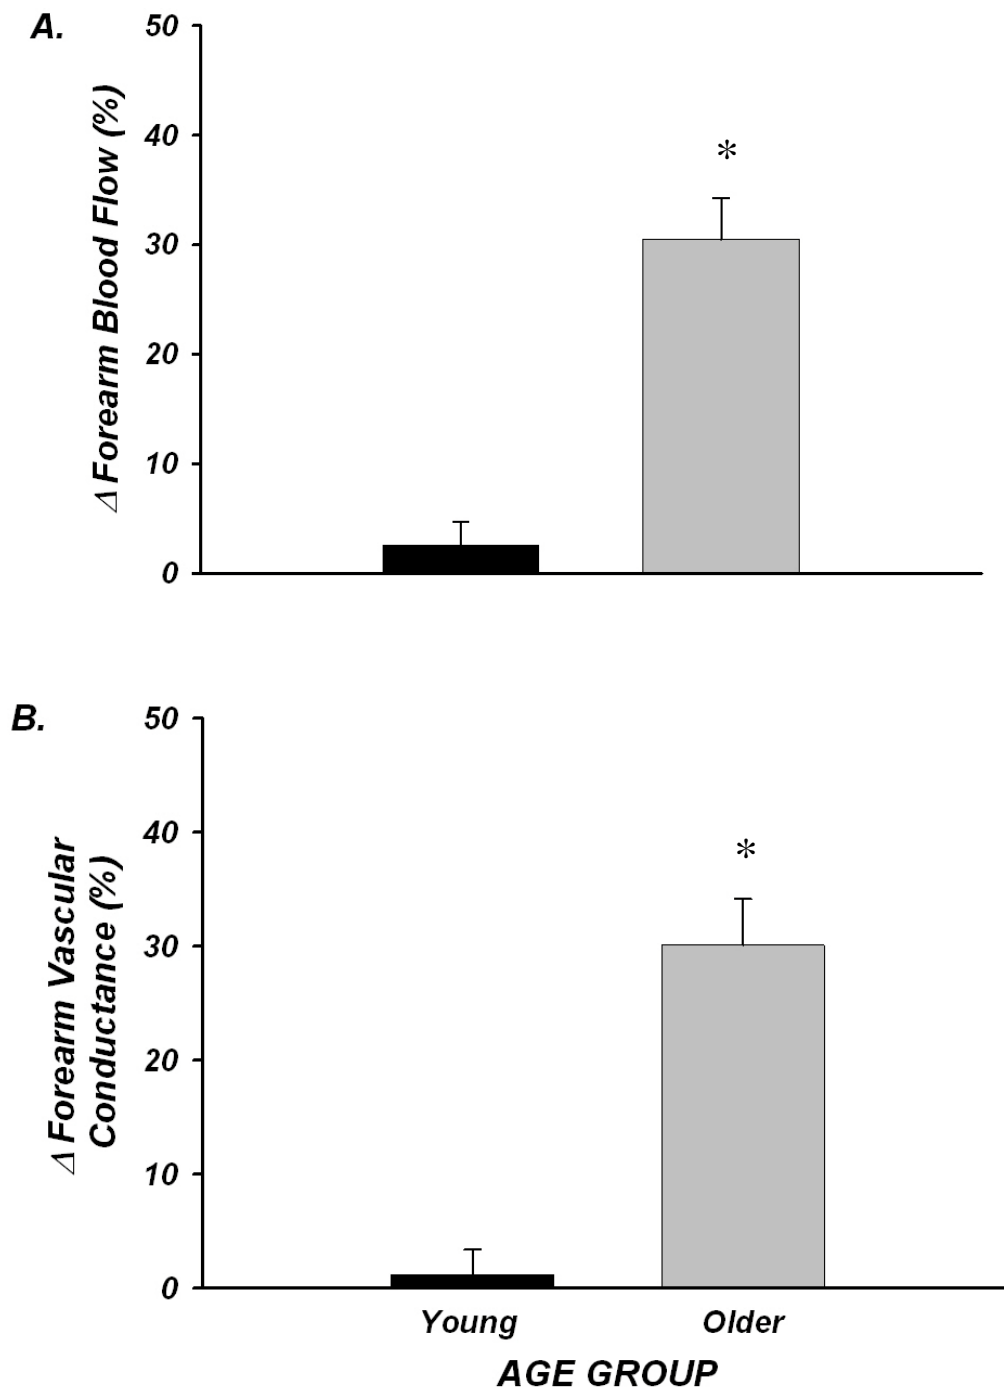 A.
Δ Forearm Blood Flow (%)
50
40
30
20
10
0
*
B.
Δ Forearm Vascular
Conductance (%)
50
40
30
20
10
0
*
Young Older
AGE GROUP